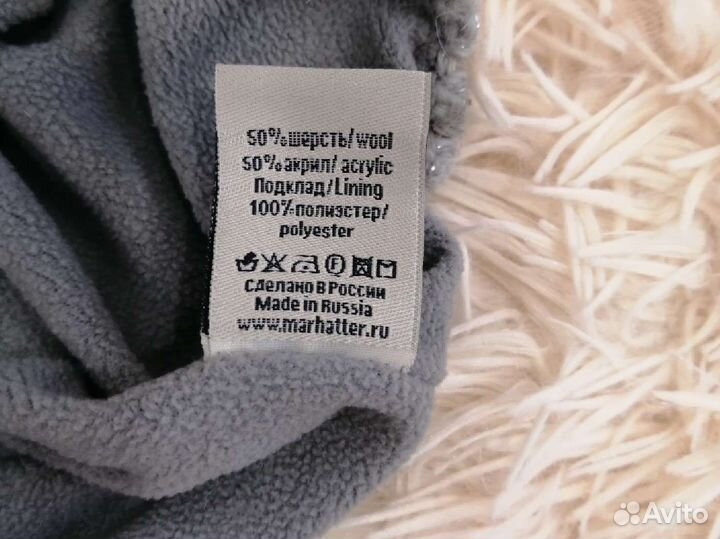 50%шерсть/wool
50%акрил/ acrylic
Подклад/Lining
100%полиэстер/
polyester
Сделано в России
Made in Russia
www.marhatter.ru
Avito